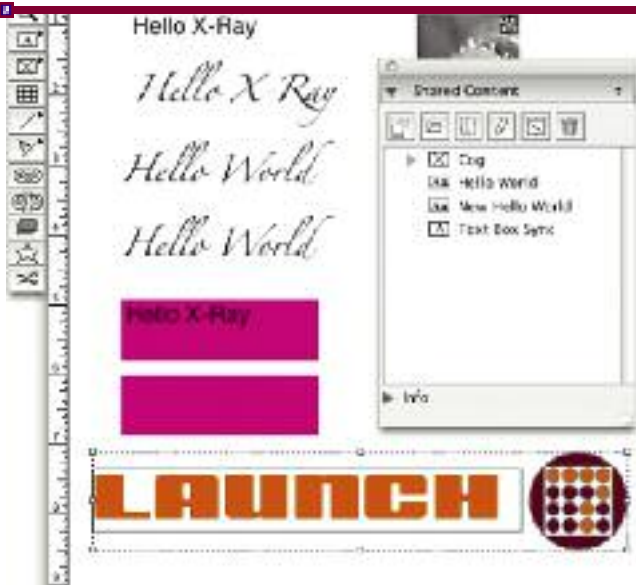 Hello X-Ray
Hello X Ray
Hello World
Hello World
Hello X-Ray
LAUNCH
Shared Content
Cog
Hello World
New Hello World
Text Box Sync
Info